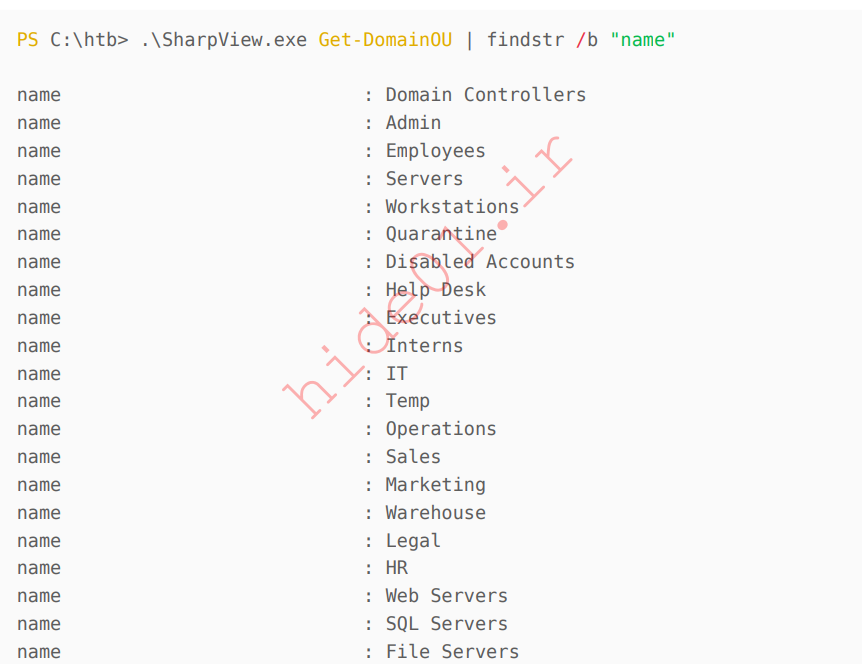 PS C:\htb> .\SharpView.exe Get-DomainOU | findstr /b "name"
name : Domain Controllers
name : Admin
name : Employees
name : Servers
name : Workstations
name : Quarantine
name : Disabled Accounts
name : Help Desk
name : Executives
name : Interns
name : IT
name : Temp
name : Operations
name : Sales
name : Marketing
name : Warehouse
name : Legal
name : HR
name : Web Servers
name : SQL Servers
name : File Servers
hide01.ir